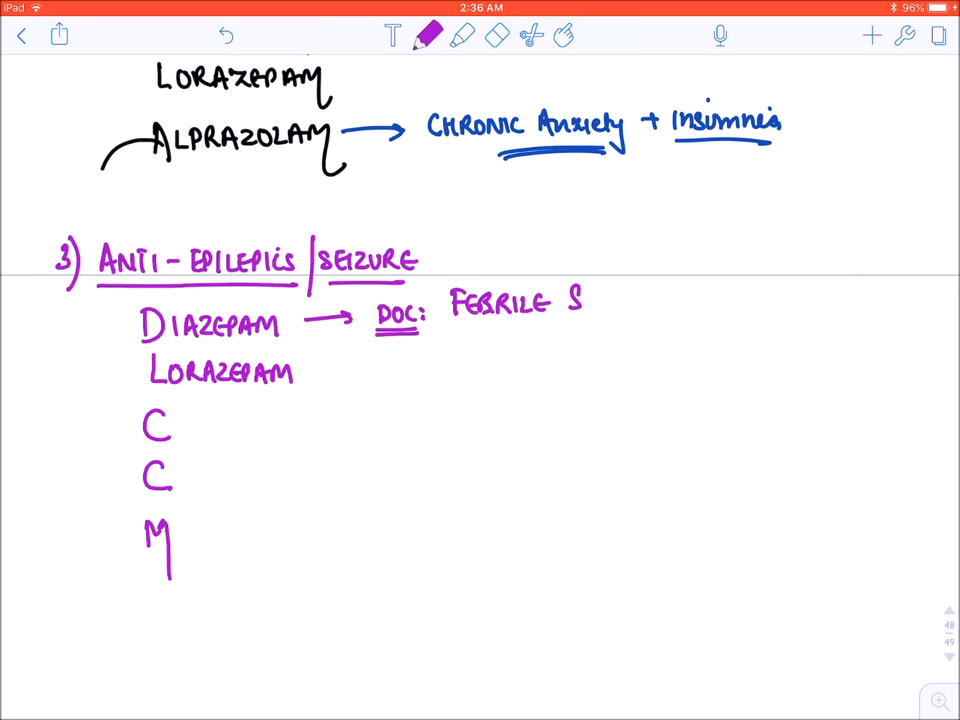 iPad 2:36 AM 96%
T
LORAZEPAM
ALPRAZOLAM → CHRONIC Anxiety + Insimnia
3) ANTI-EPILEPICS/SEIZURE
DIAZEPAM → DOC: FEBRILE S
LORAZEPAM
C
C
M
48
49